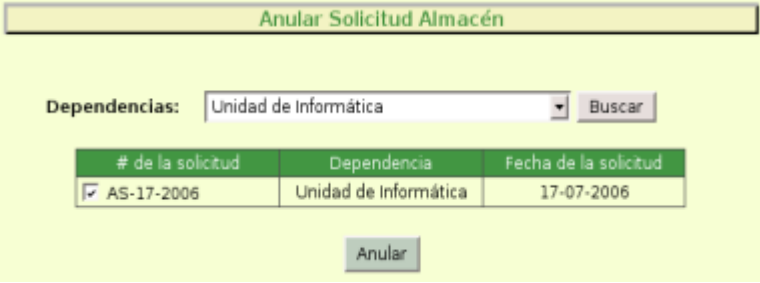 Anular Solicitud Almacén
Dependencias: Unidad de Informática Buscar
# de la solicitud Dependencia Fecha de la solicitud
AS-17-2006 Unidad de Informática 17-07-2006
Anular